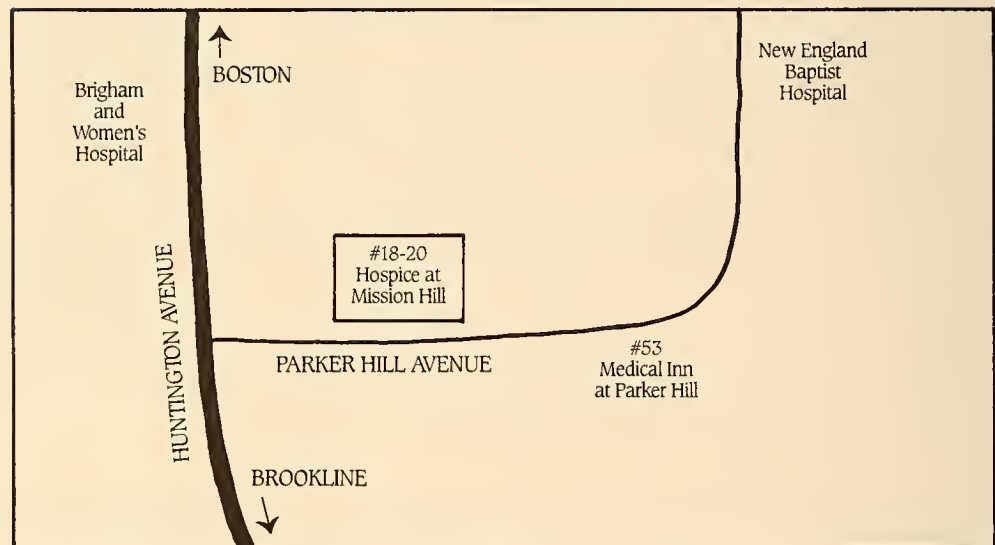 BOSTON
Brigham
and
Women's
Hospital
New England
Baptist
Hospital
#18-20
Hospice at
Mission Hill
HUNTINGTON AVENUE
PARKER HILL AVENUE
#53
Medical Inn
at Parker Hill
BROOKLINE